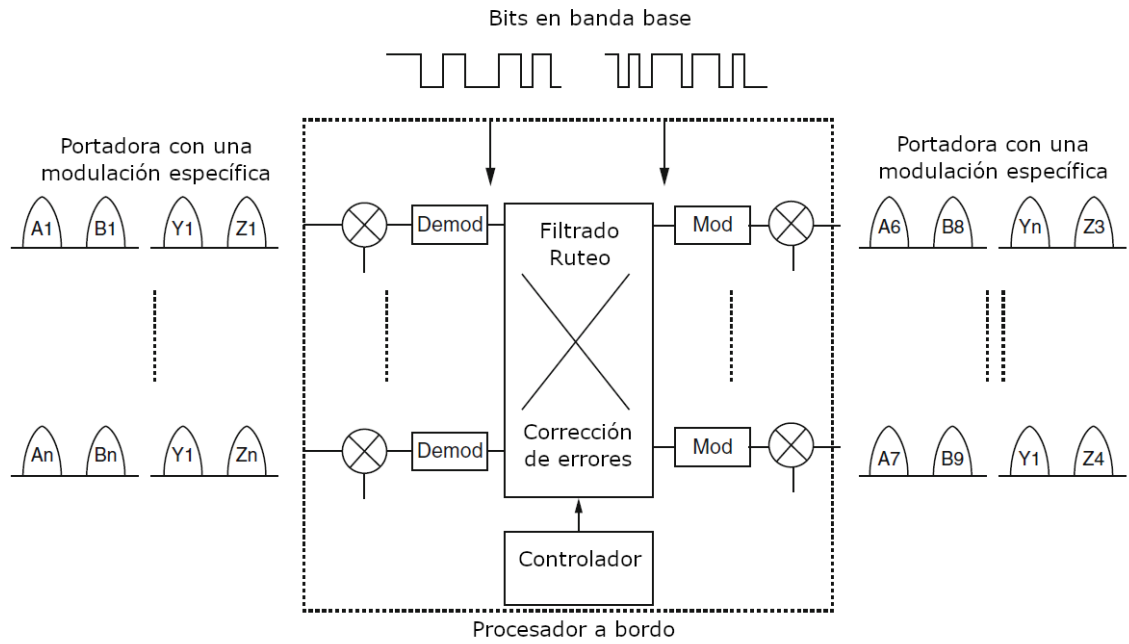 Bits en banda base
Portadora con una
modulación específica
A1 B1 Y1 Z1
An Bn Y1 Zn
Demod
Demod
Filtrado
Ruteo
Corrección
de errores
Controlador
Mod
Mod
Portadora con una
modulación específica
A6 B8 Yn Z3
A7 B9 Y1 Z4
Procesador a bordo